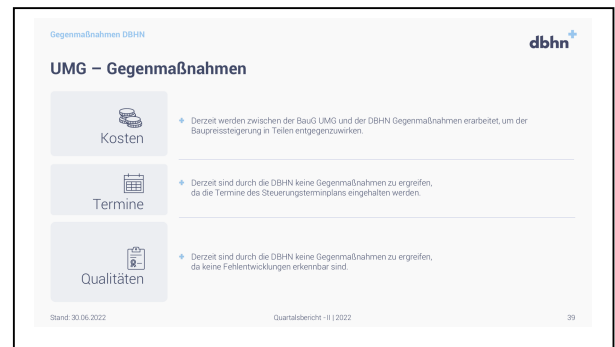 Gegenmaßnahmen DBHN
dbhn+
UMG – Gegenmaßnahmen
Kosten
Derzeit werden zwischen der BauG UMG und der DBHN Gegenmaßnahmen erarbeitet, um der
Baupreissteigerung in Teilen entgegenzuwirken.
Termine
Derzeit sind durch die DBHN keine Gegenmaßnahmen zu ergreifen,
da die Termine des Steuerungsterminplans eingehalten werden.
Qualitäten
Derzeit sind durch die DBHN keine Gegenmaßnahmen zu ergreifen,
da keine Fehlentwicklungen erkennbar sind.
Stand: 30.06.2022
Quartalsbericht - II | 2022
39